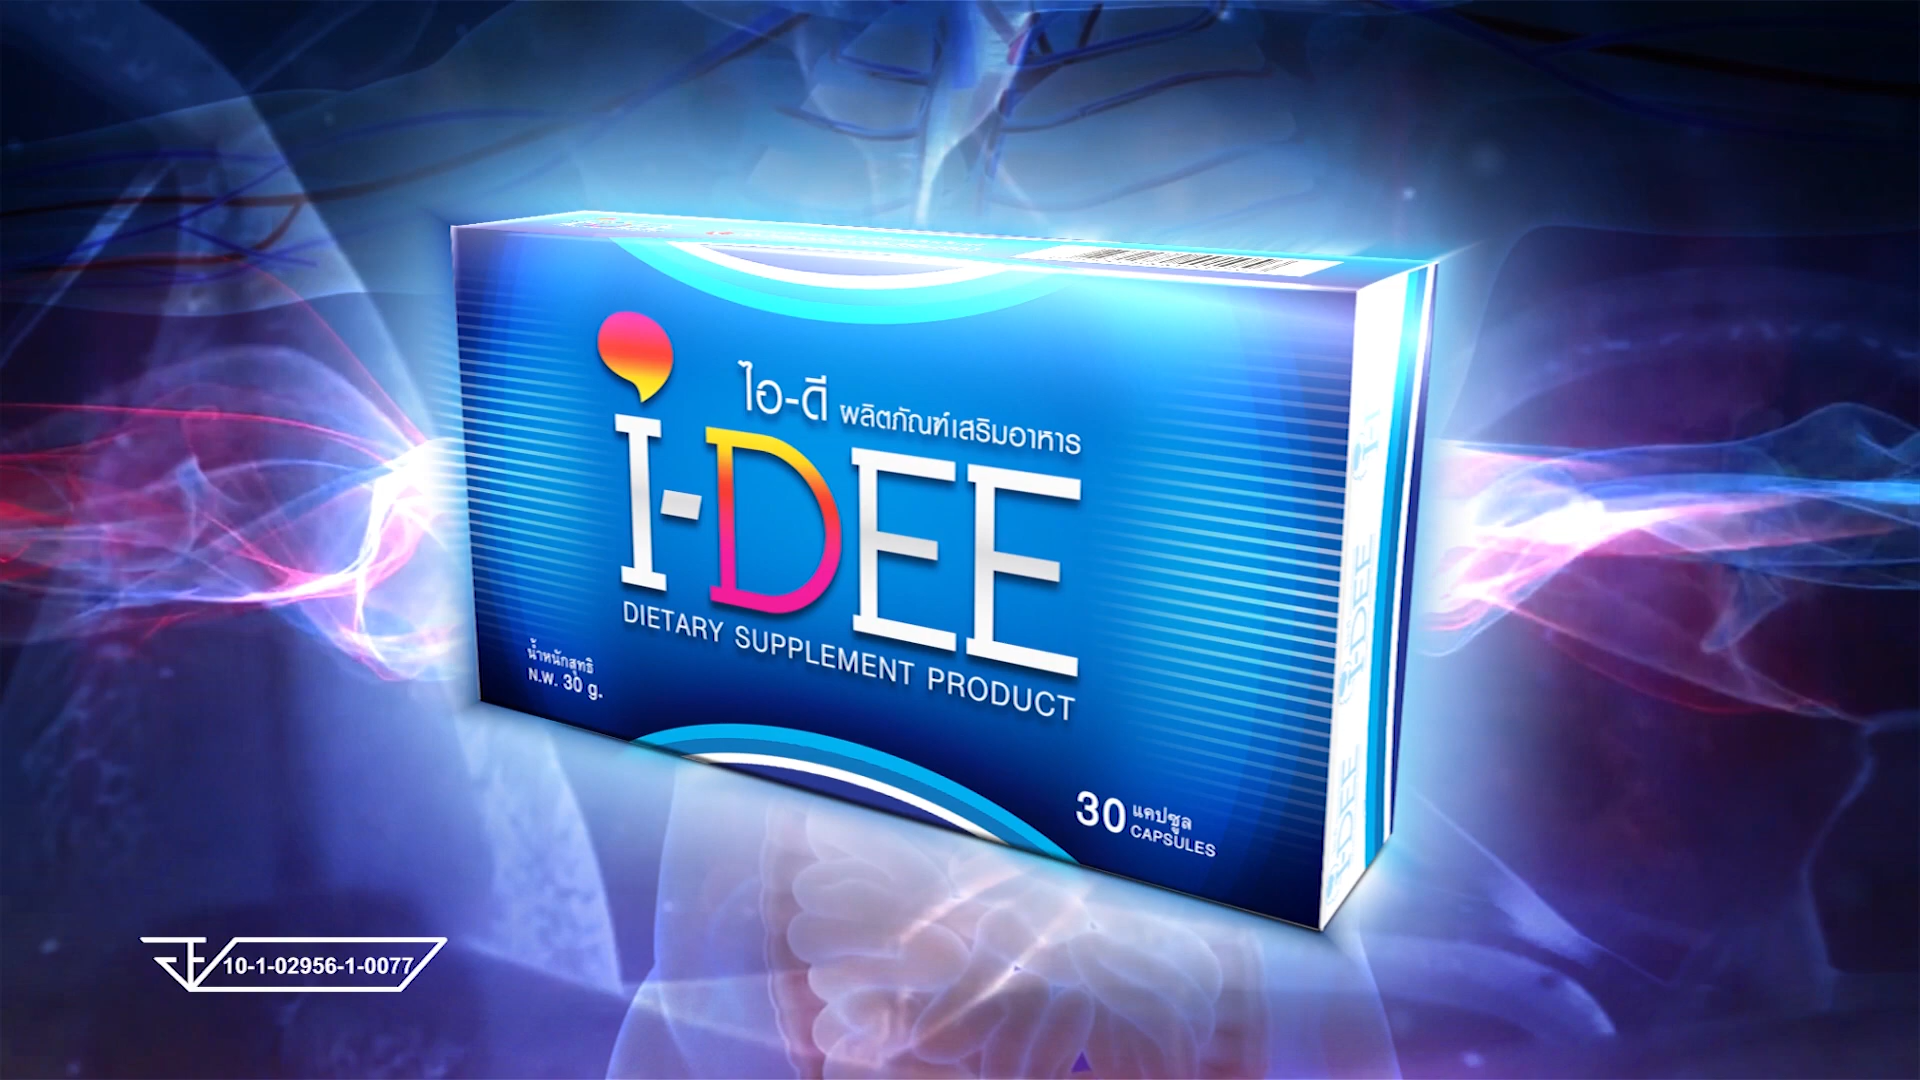 ไอ-ดี ผลิตภัณฑ์เสริมอาหาร
i-DEE
DIETARY SUPPLEMENT PRODUCT
น้ำหนักสุทธิ
N.W. 30 g.
30 แคปซูล
CAPSULES
i-DEE
i-DEE
10-1-02956-1-0077